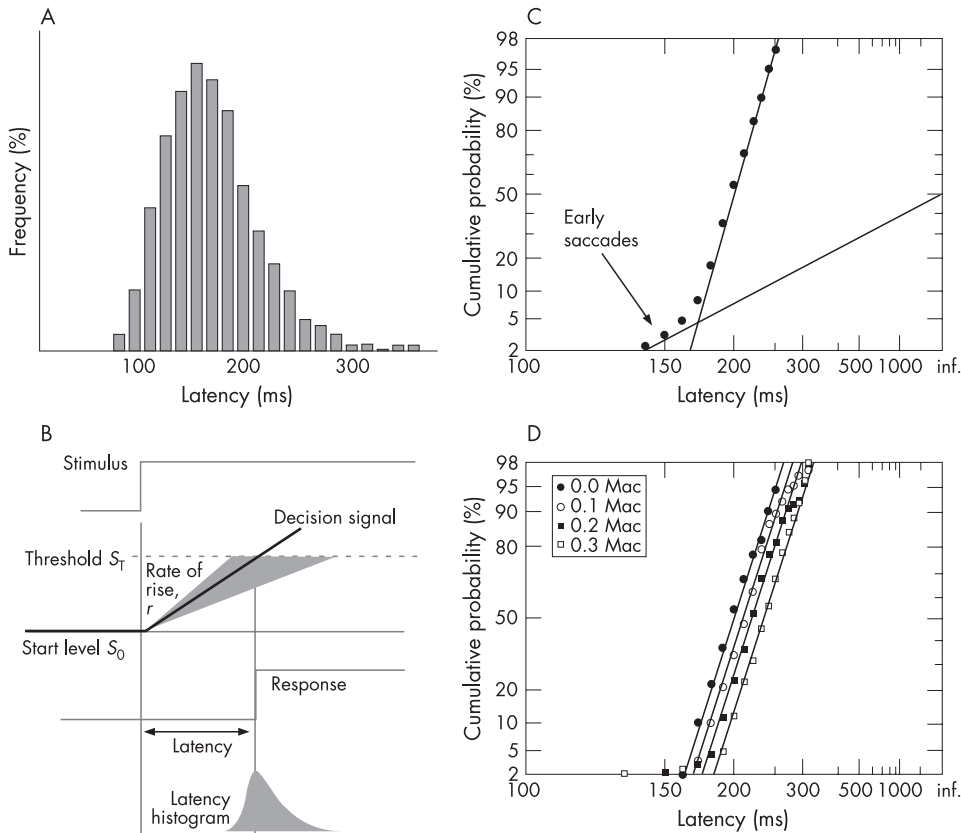 A
Frequency (%)
100
200
300
Latency (ms)
B
Stimulus
Decision signal
Threshold S_T
Rate of
rise,
r
Start level S_0
Response
Latency
Latency
histogram
C
Cumulative probability (%)
98
95
90
80
50
20
10
5
2
Early
saccades
100
150
200
300
500
1000
inf.
Latency (ms)
D
Cumulative probability (%)
98
95
90
80
50
20
10
5
2
0.0 Mac
0.1 Mac
0.2 Mac
0.3 Mac
100
150
200
300
500
1000
inf.
Latency (ms)